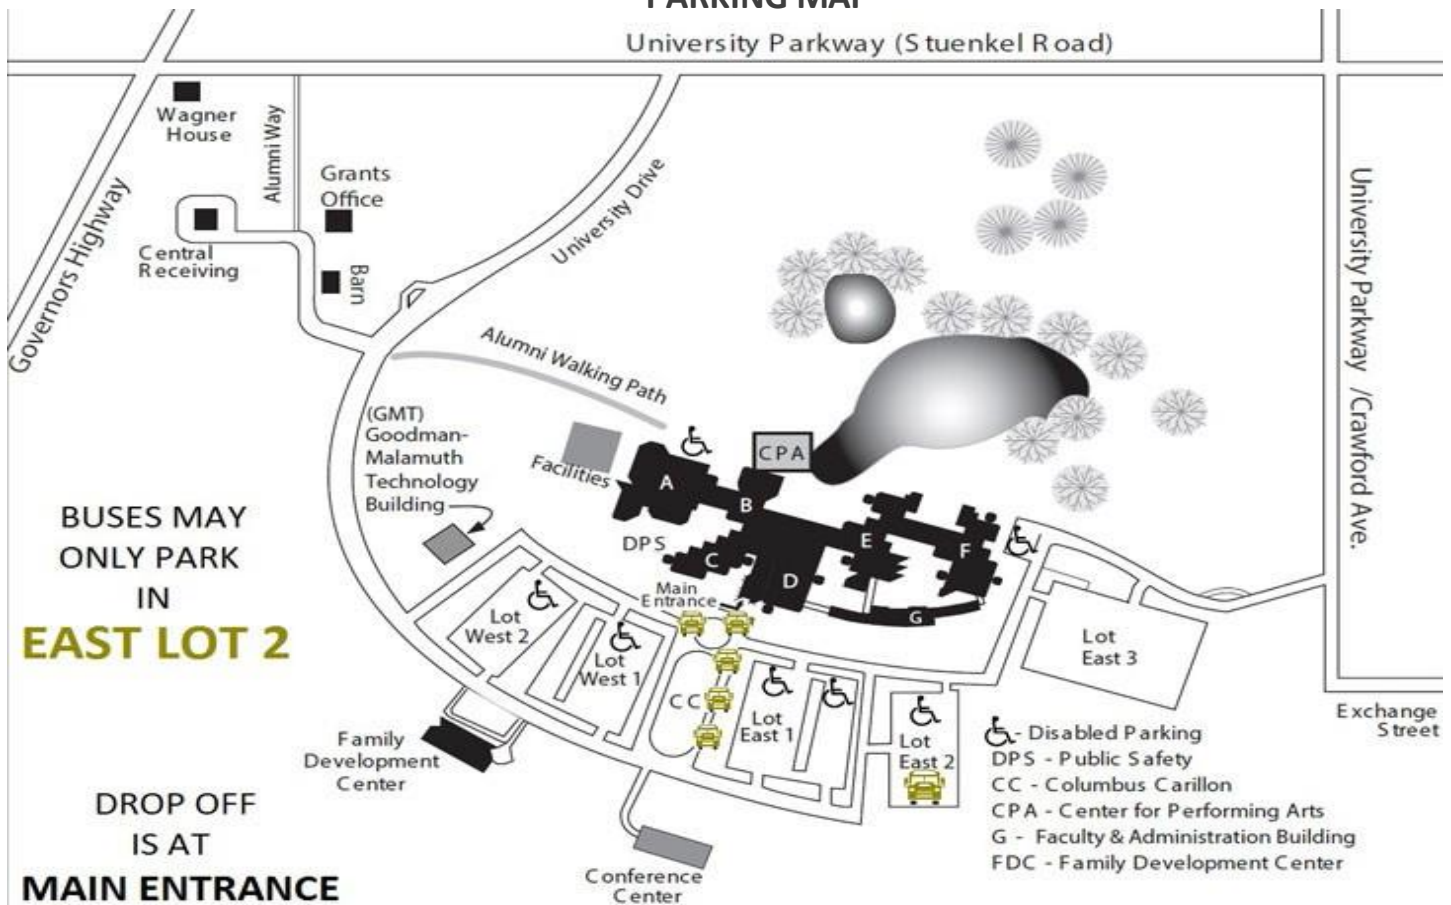 PARKING MAP
University Parkway (Stuenkel Road)
Wagner
House
Alumni Way
Grants
Office
Central
Receiving
Barn
Governors Highway
University Drive
University Parkway /Crawford Ave.
Alumni Walking Path
(GMT)
Goodman-
Malamuth
Technology
Building
Facilities
CPA
A
B
C
D
E
F
G
DPS
Main
Entrance
BUSES MAY
ONLY PARK
IN
EAST LOT 2
Lot
West 2
Lot
West 1
CC
Lot
East 1
Lot
East 2
Lot
East 3
Exchange
Street
Family
Development
Center
Conference
Center
DROP OFF
IS AT
MAIN ENTRANCE
- Disabled Parking
DPS - Public Safety
CC - Columbus Carillon
CPA - Center for Performing Arts
G - Faculty & Administration Building
FDC - Family Development Center